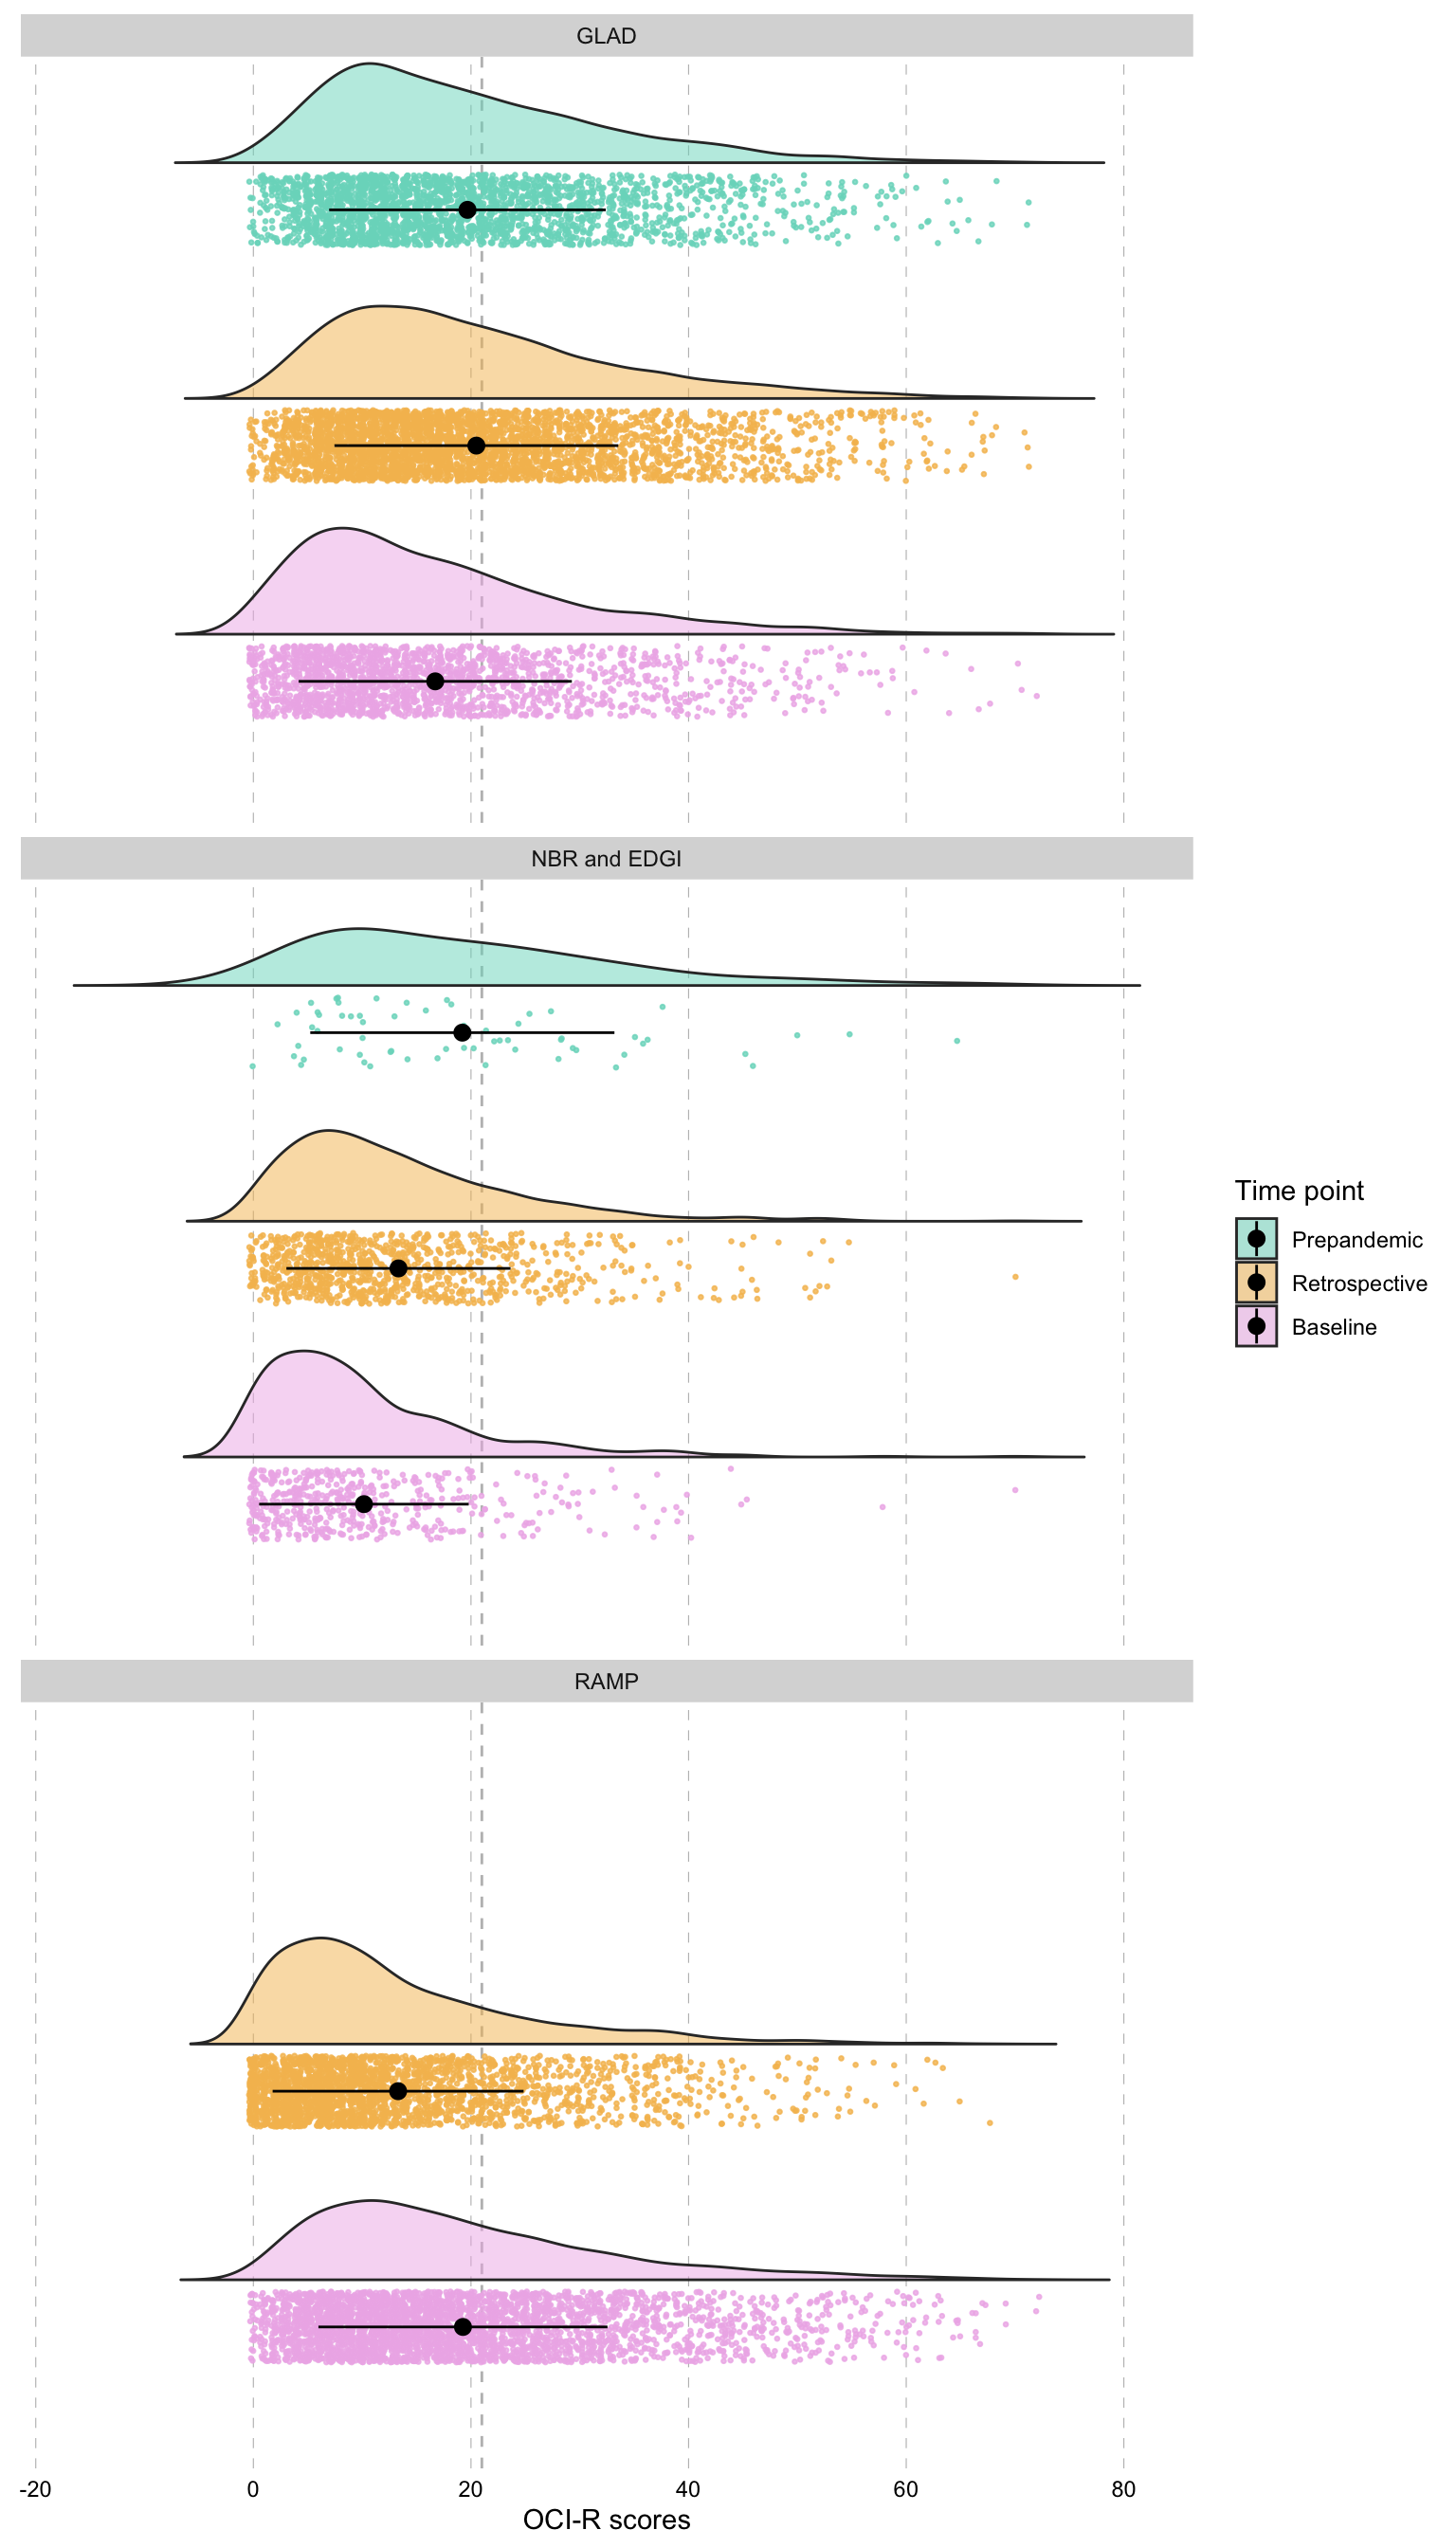 GLAD
NBR and EDGI
Time point
Prepandemic
Retrospective
Baseline
RAMP
-20 0 20 40 60 80
OCI-R scores